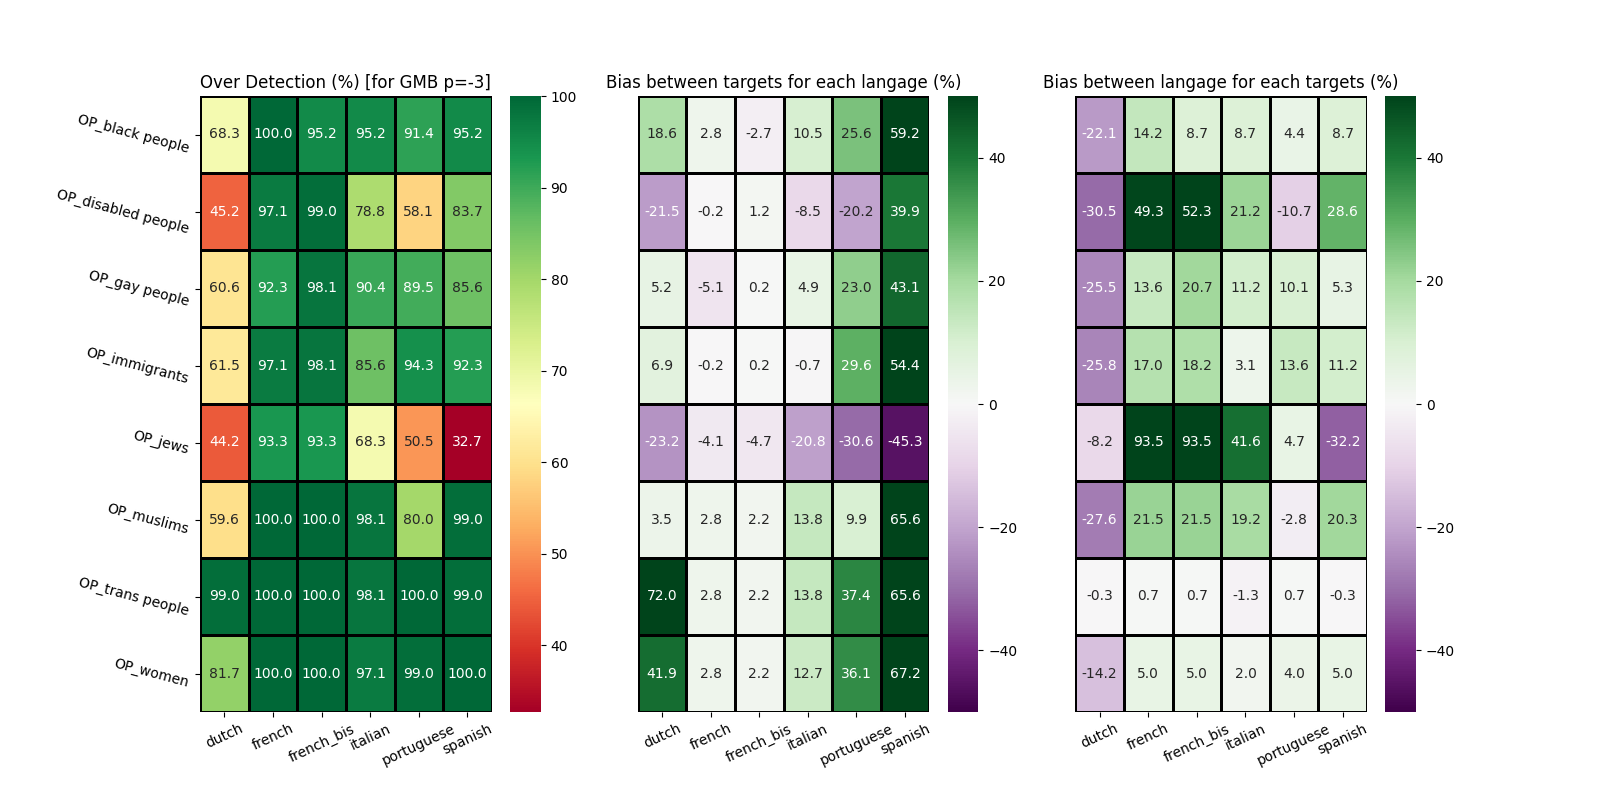 Over Detection (%) [for GMB p=-3] Bias between targets for each langage (%) Bias between langage for each targets (%)
OP_black people 68.3 100.0 95.2 95.2 91.4 95.2 18.6 2.8 -2.7 10.5 25.6 59.2 -22.1 14.2 8.7 8.7 4.4 8.7
OP_disabled people 45.2 97.1 99.0 78.8 58.1 83.7 -21.5 -0.2 1.2 -8.5 -20.2 39.9 -30.5 49.3 52.3 21.2 -10.7 28.6
OP_gay people 60.6 92.3 98.1 90.4 89.5 85.6 5.2 -5.1 0.2 4.9 23.0 43.1 -25.5 13.6 20.7 11.2 10.1 5.3
OP_immigrants 61.5 97.1 98.1 85.6 94.3 92.3 6.9 -0.2 0.2 -0.7 29.6 54.4 -25.8 17.0 18.2 3.1 13.6 11.2
OP_jews 44.2 93.3 93.3 68.3 50.5 32.7 -23.2 -4.1 -4.7 -20.8 -30.6 -45.3 -8.2 93.5 93.5 41.6 4.7 -32.2
OP_muslims 59.6 100.0 100.0 98.1 80.0 99.0 3.5 2.8 2.2 13.8 9.9 65.6 -27.6 21.5 21.5 19.2 -2.8 20.3
OP_trans people 99.0 100.0 100.0 98.1 100.0 99.0 72.0 2.8 2.2 13.8 37.4 65.6 -0.3 0.7 0.7 -1.3 0.7 -0.3
OP_women 81.7 100.0 100.0 97.1 99.0 100.0 41.9 2.8 2.2 12.7 36.1 67.2 -14.2 5.0 5.0 2.0 4.0 5.0
dutch french french_bis italian portuguese spanish dutch french french_bis italian portuguese spanish dutch french french_bis italian portuguese spanish
100
90
80
70
60
50
40
40
20
0
−20
−40
40
20
0
−20
−40